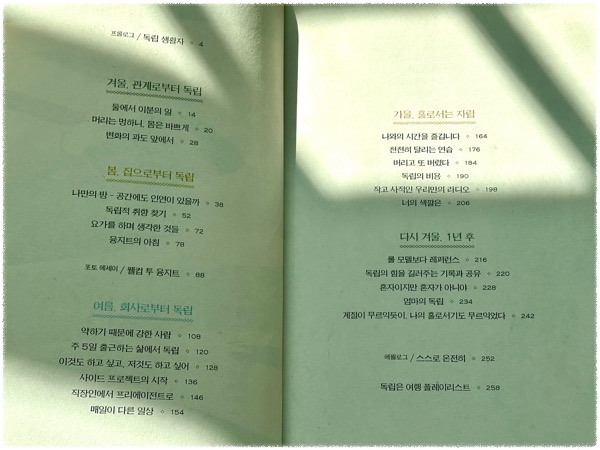 프롤로그 / 독립 생활자 ◦ 4
겨울, 관계로부터 독립
둘에서 이분의 일 ◦ 14
머리는 멍하니, 몸은 바쁘게 ◦ 20
변화의 과도 앞에서 ◦ 28
봄, 집으로부터 독립
나만의 방 - 공간에도 인연이 있을까 ◦ 38
독립적 취향 찾기 ◦ 52
요가를 하며 생각한 것들 ◦ 72
융지트의 아침 ◦ 78
포토 에세이 / 웰컴 투 융지트 ◦ 88
여름, 회사로부터 독립
약하기 때문에 강한 사람 ◦ 108
주 5일 출근하는 삶에서 독립 ◦ 120
이것도 하고 싶고, 저것도 하고 싶어 ◦ 128
사이드 프로젝트의 시작 ◦ 136
직장인에서 프리에이전트로 ◦ 146
매일이 다른 일상 ◦ 154
가을, 홀로서는 자립
나와의 시간을 즐깁니다 ◦ 164
천천히 달리는 연습 ◦ 176
버리고 또 버렸다 ◦ 184
독립의 비용 ◦ 190
작고 사적인 우리만의 라디오 ◦ 198
너의 색깔은 ◦ 206
다시 겨울, 1년 후
롤 모델보다 레퍼런스 ◦ 216
독립의 힘을 길러주는 기록과 공유 ◦ 220
혼자이지만 혼자가 아니야 ◦ 228
엄마의 독립 ◦ 234
계절이 무르익듯이, 나의 홀로서기도 무르익었다 ◦ 242
에필로그 / 스스로 온전히 ◦ 252
독립은 여행 플레이리스트 ◦ 258